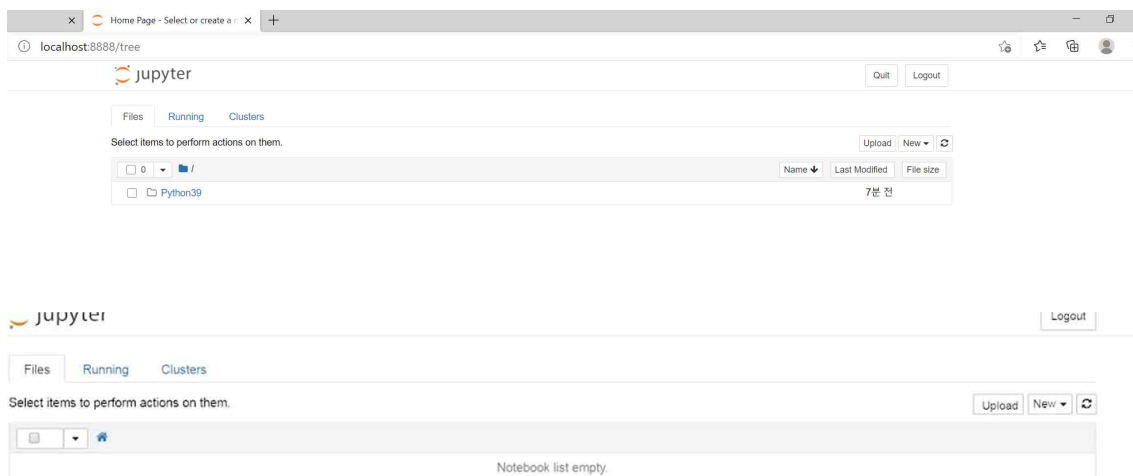 Home Page - Select or create a n
localhost:8888/tree
jupyter
Quit Logout
Files Running Clusters
Select items to perform actions on them.
Upload New
0 /
Name Last Modified File size
Python39
7분 전
jupyter
Logout
Files Running Clusters
Select items to perform actions on them.
Upload New
Notebook list empty.